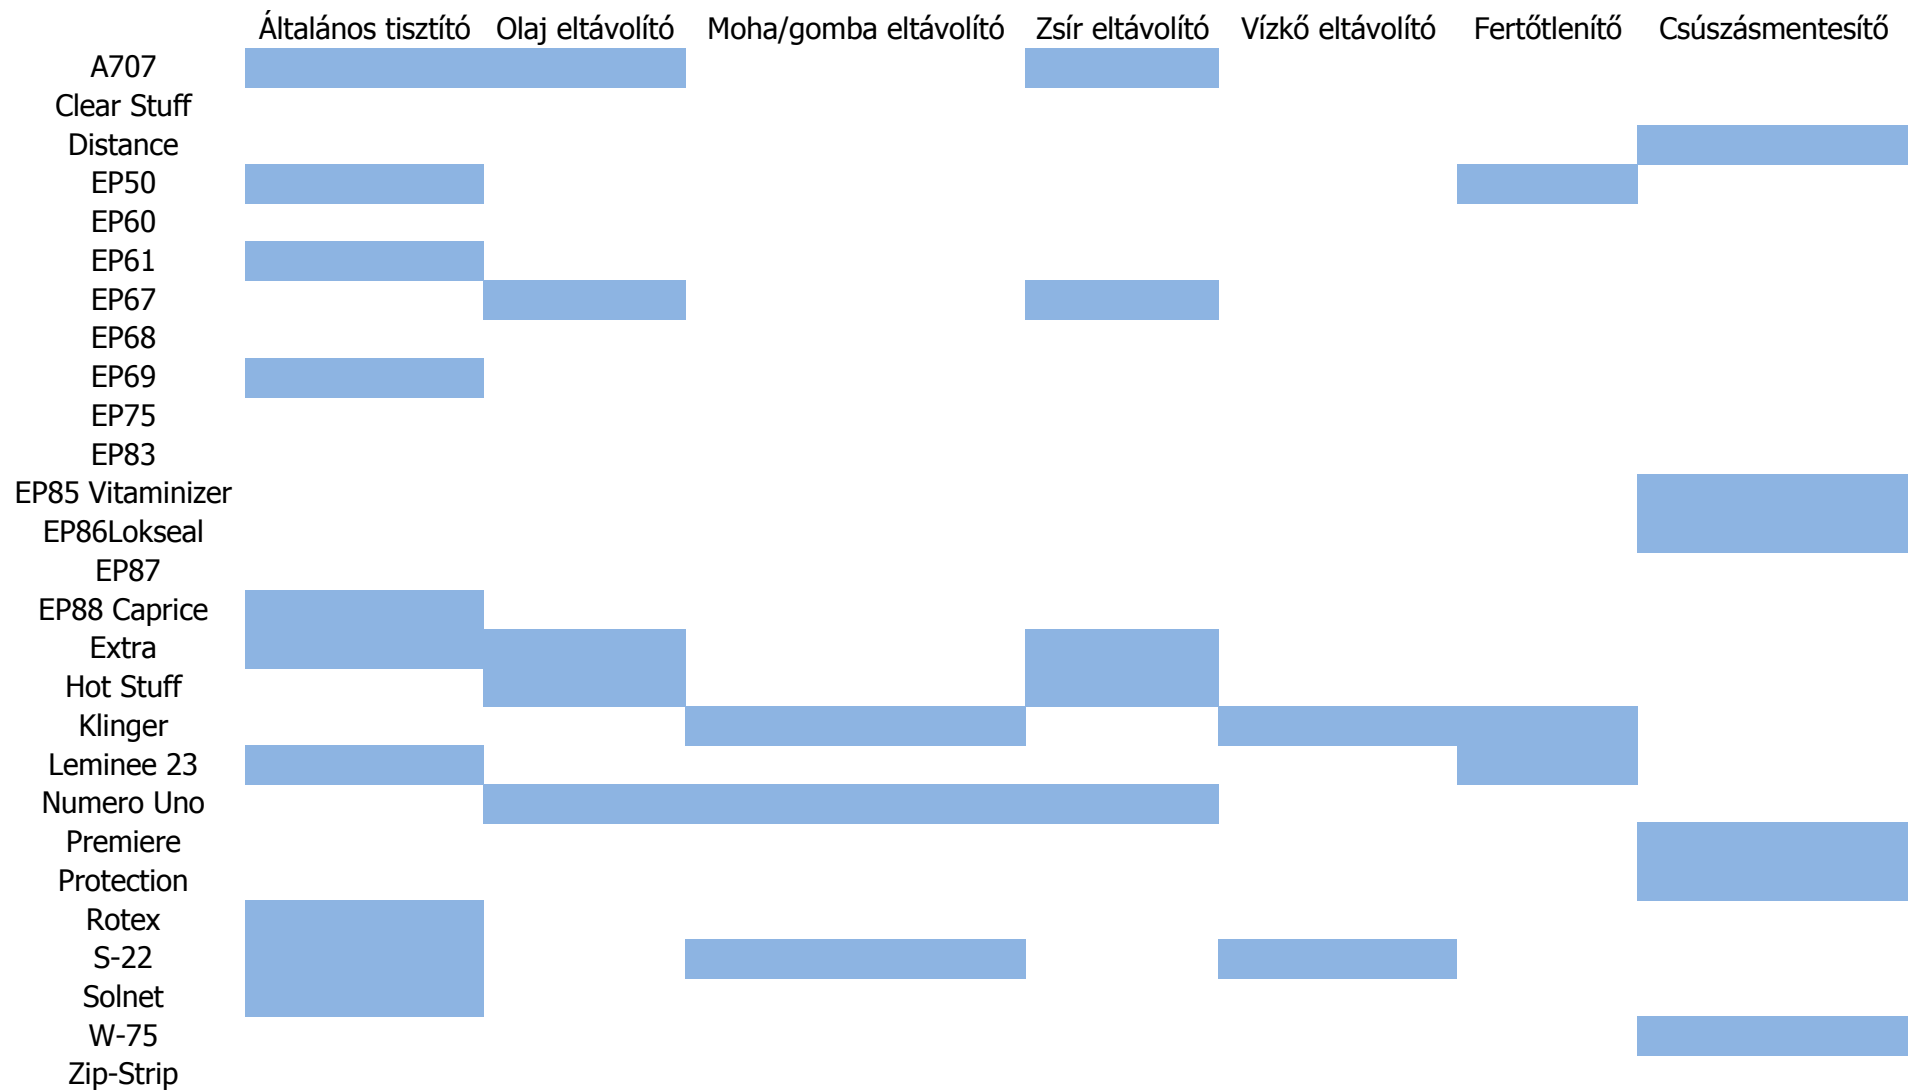 Általános tisztító Olaj eltávolító Moha/gomba eltávolító Zsír eltávolító Vízkő eltávolító Fertőtlenítő Csúszásmentesítő
A707
Clear Stuff
Distance
EP50
EP60
EP61
EP67
EP68
EP69
EP75
EP83
EP85 Vitaminizer
EP86Lokseal
EP87
EP88 Caprice
Extra
Hot Stuff
Klinger
Leminee 23
Numero Uno
Premiere
Protection
Rotex
S-22
Solnet
W-75
Zip-Strip